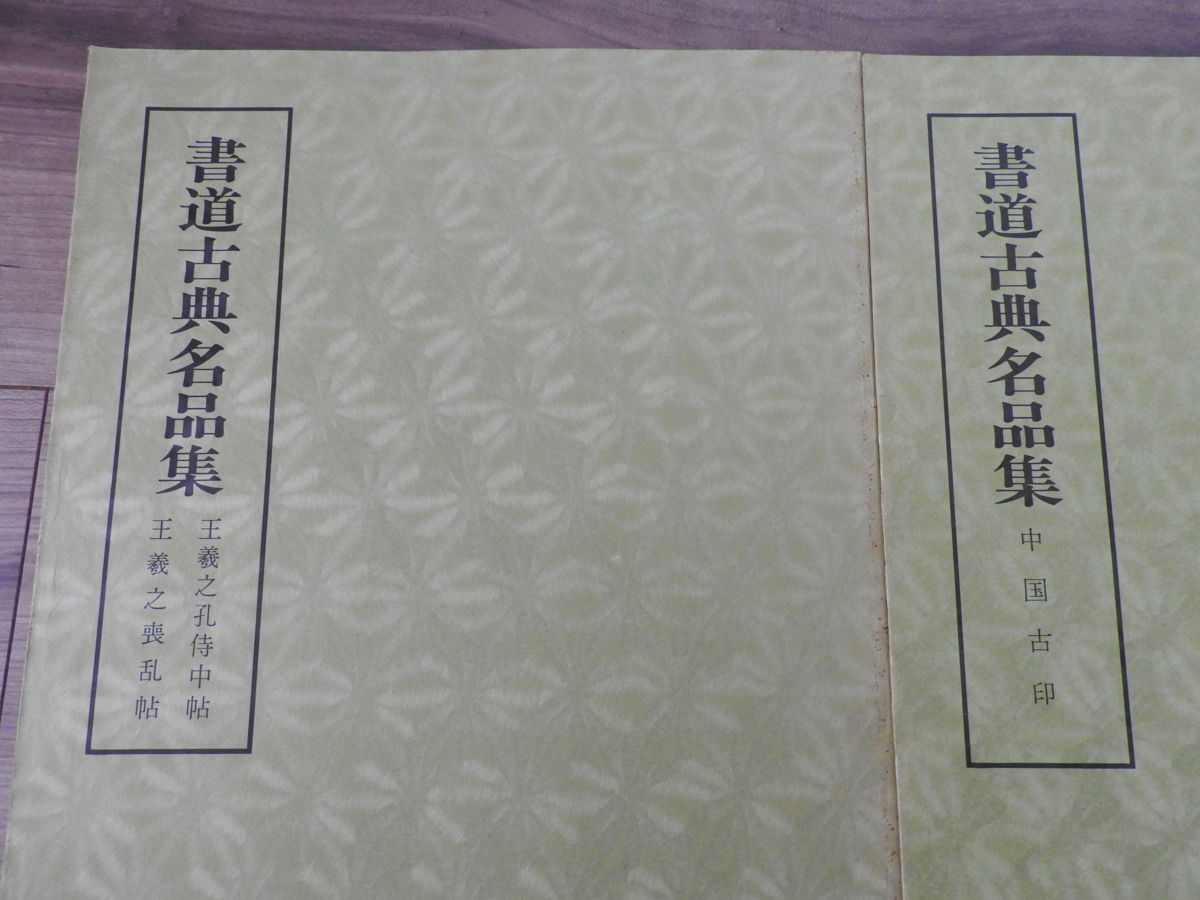 書道古典名品集
王羲之孔侍中帖
王羲之喪乱帖
書道古典名品集
中国古印